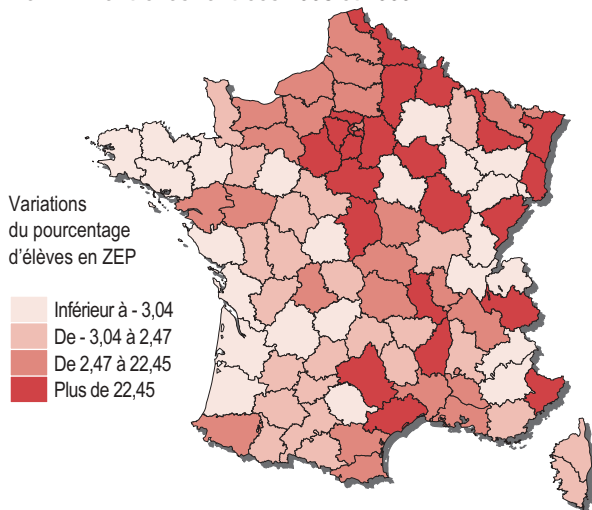 Variations
du pourcentage
d'élèves en ZEP
Inférieur à - 3,04
De - 3,04 à 2,47
De 2,47 à 22,45
Plus de 22,45